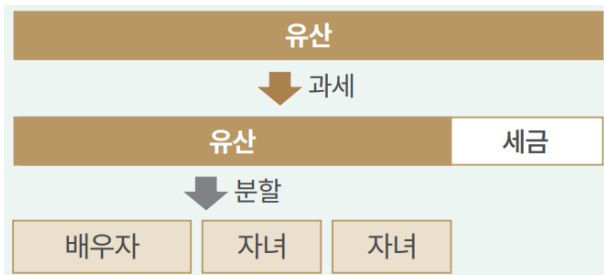 유산
과세
유산 세금
분할
배우자 자녀 자녀